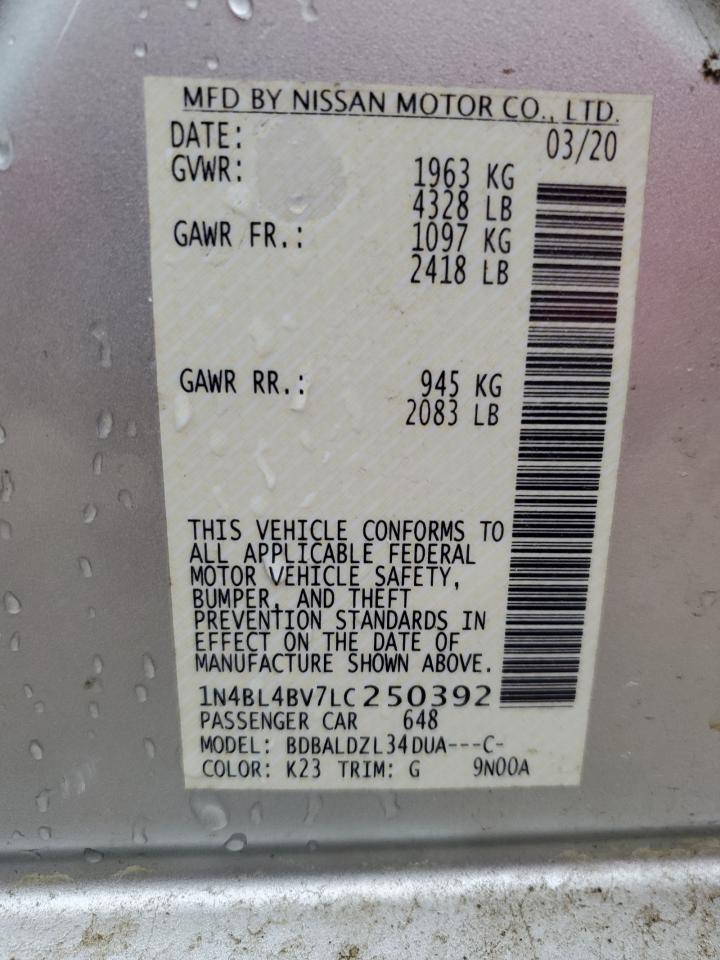 MFD BY NISSAN MOTOR CO., LTD.
DATE: 03/20
GVWR: 1963 KG
4328 LB
GAWR FR.: 1097 KG
2418 LB
GAWR RR.: 945 KG
2083 LB
THIS VEHICLE CONFORMS TO
ALL APPLICABLE FEDERAL
MOTOR VEHICLE SAFETY,
BUMPER, AND THEFT
PREVENTION STANDARDS IN
EFFECT ON THE DATE OF
MANUFACTURE SHOWN ABOVE.
1N4BL4BV7LC250392
PASSENGER CAR 648
MODEL: BDBALDZL34DUA---C-
COLOR: K23 TRIM: G 9N00A